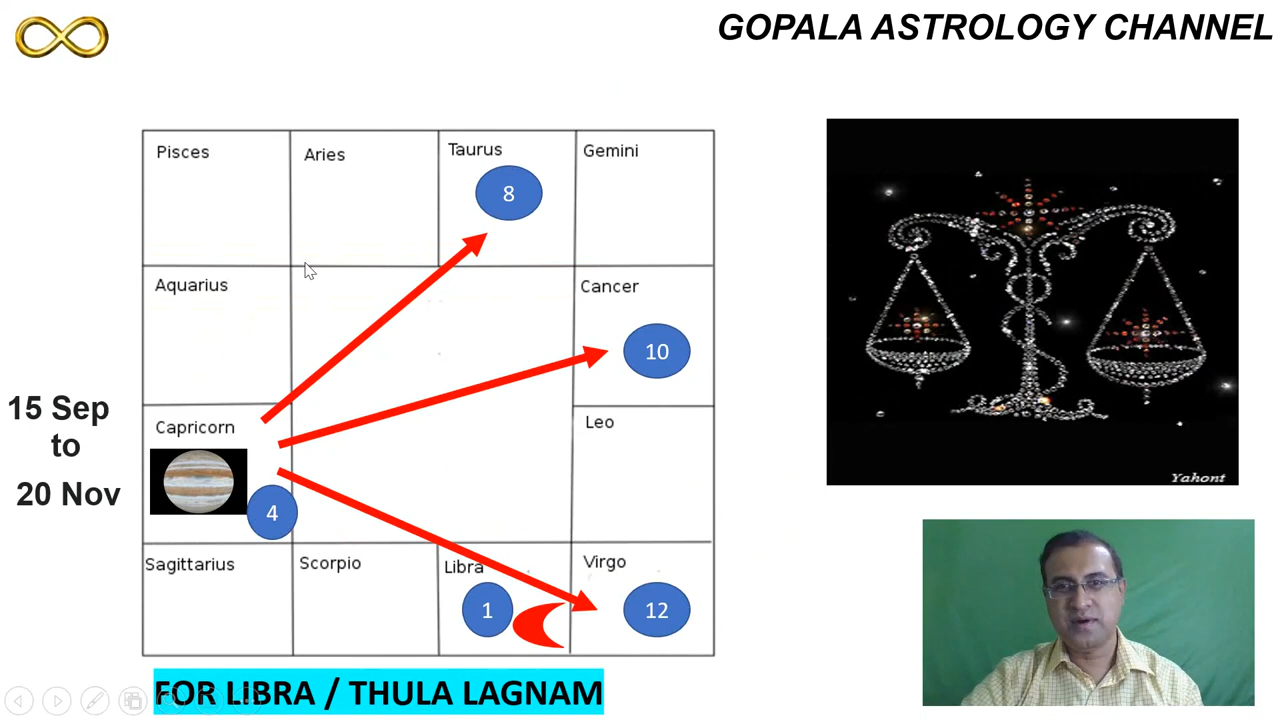 GOPALA ASTROLOGY CHANNEL
Pisces
Aries
Taurus
Gemini
8
Aquarius
Cancer
10
15 Sep
to
20 Nov
Capricorn
4
Leo
Sagittarius
Scorpio
Libra
1
Virgo
12
Yahont
FOR LIBRA / THULA LAGNAM